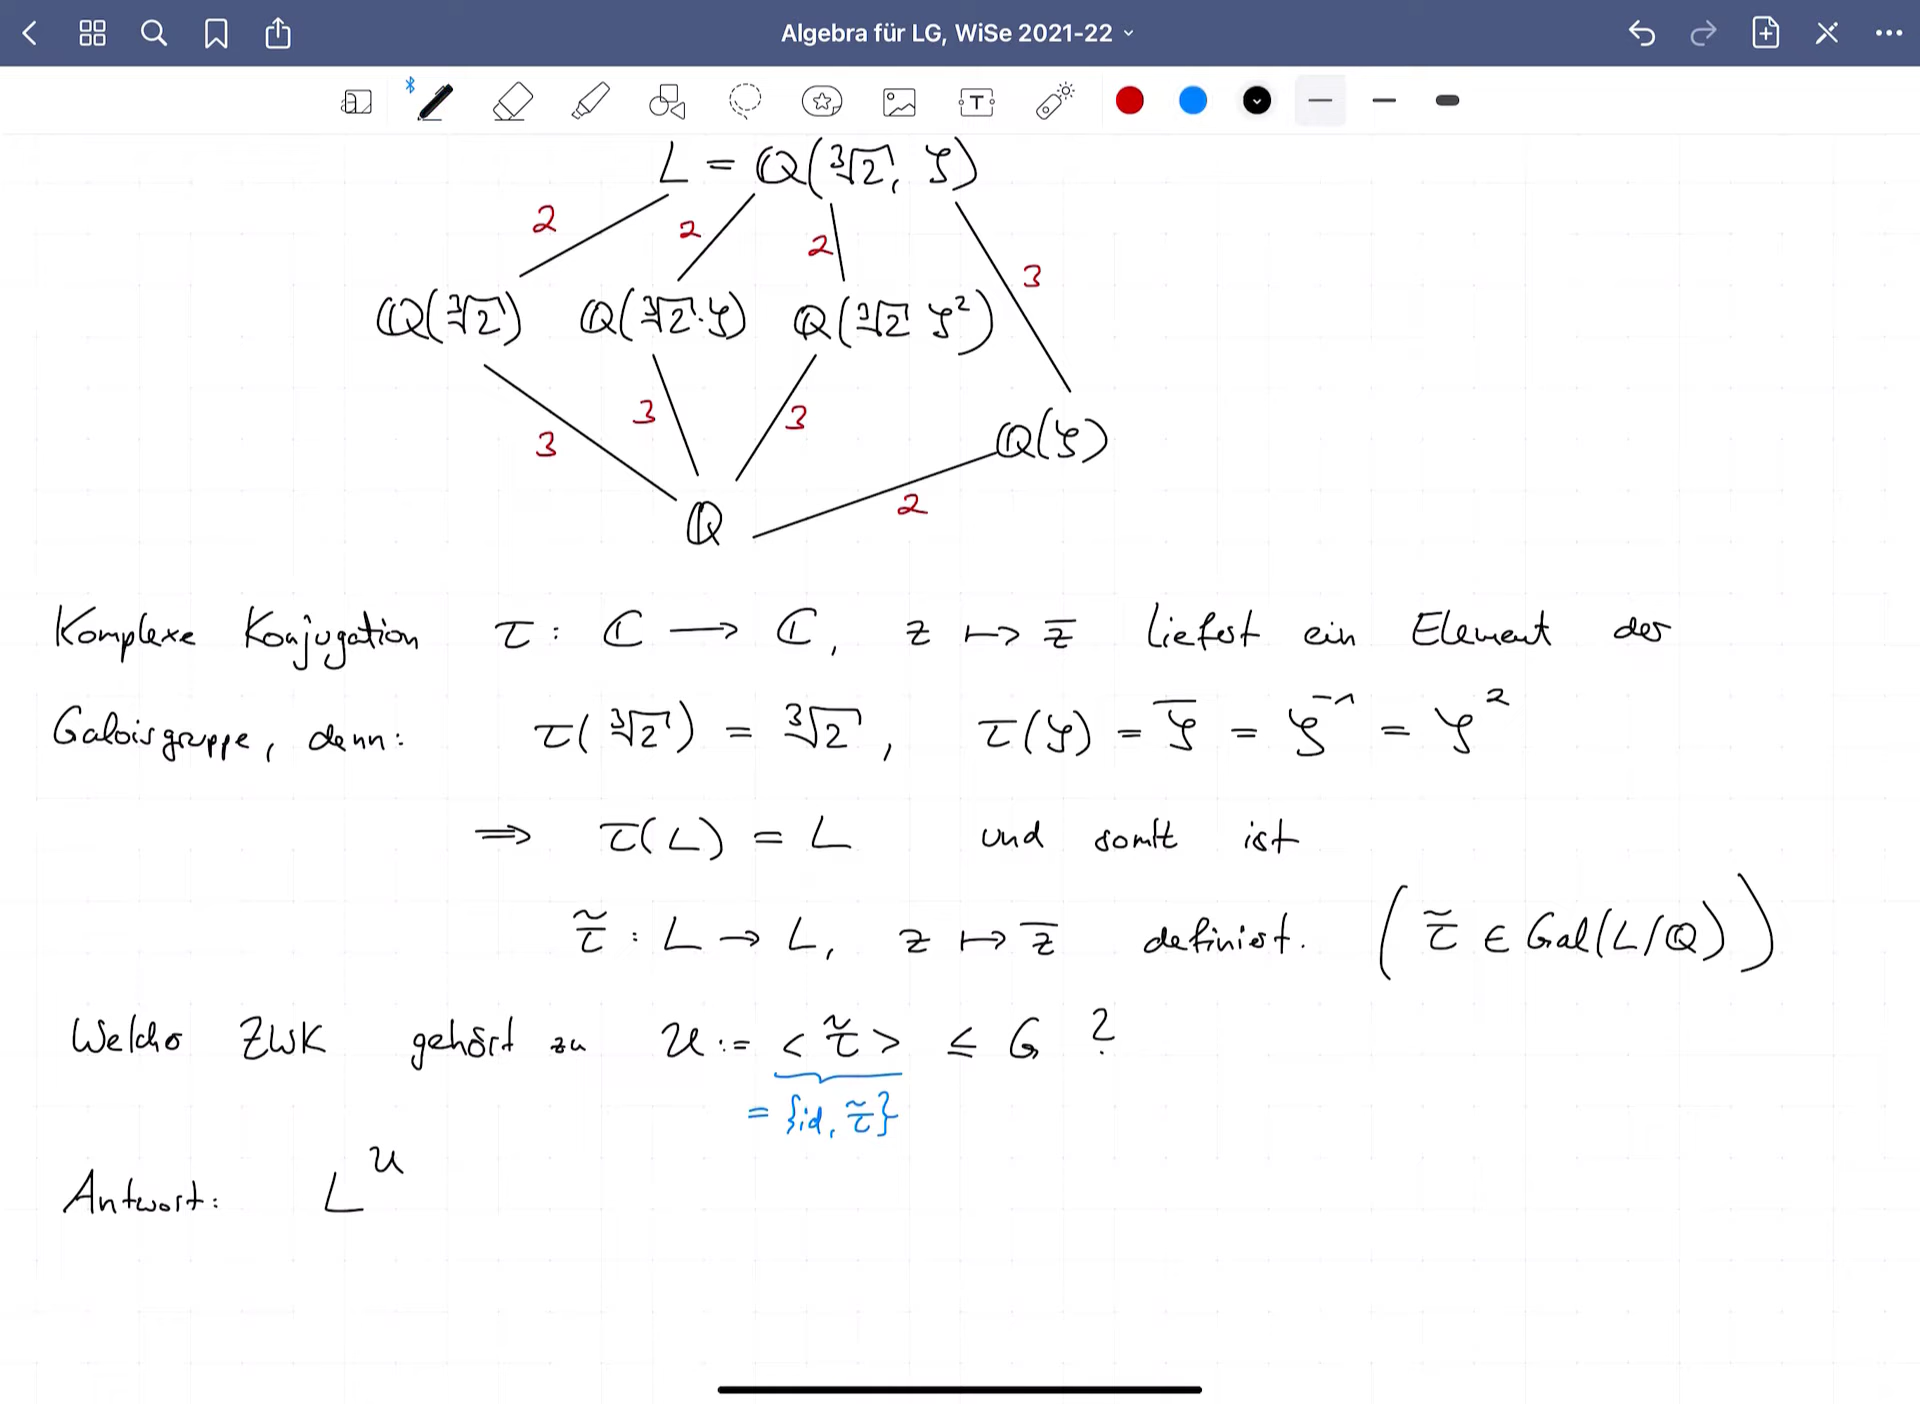 Algebra für LG, WiSe 2021-22
L = ℚ(∛2, ζ)
2 2 2 3
ℚ(∛2) ℚ(∛2·ζ) ℚ(∛2 ζ²)
3 3 3 ℚ(ζ)
2
ℚ
Komplexe Konjugation τ: ℂ → ℂ, z ↦ z̅ liefert ein Element der
Galoisgruppe, denn: τ(∛2) = ∛2, τ(ζ) = ζ̅ = ζ⁻¹ = ζ²
⟹ τ(L) = L und somit ist
τ̃ : L → L, z ↦ z̅ definiert. (τ̃ ∈ Gal(L/ℚ))
Welcher ZWK gehört zu U := <τ̃> ≤ G ?
= {id, τ̃}
Antwort: L^U